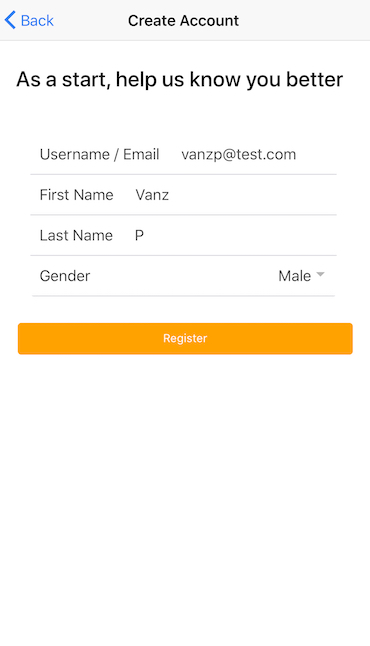 Back Create Account
As a start, help us know you better
Username / Email vanzp@test.com
First Name Vanz
Last Name P
Gender Male
Register